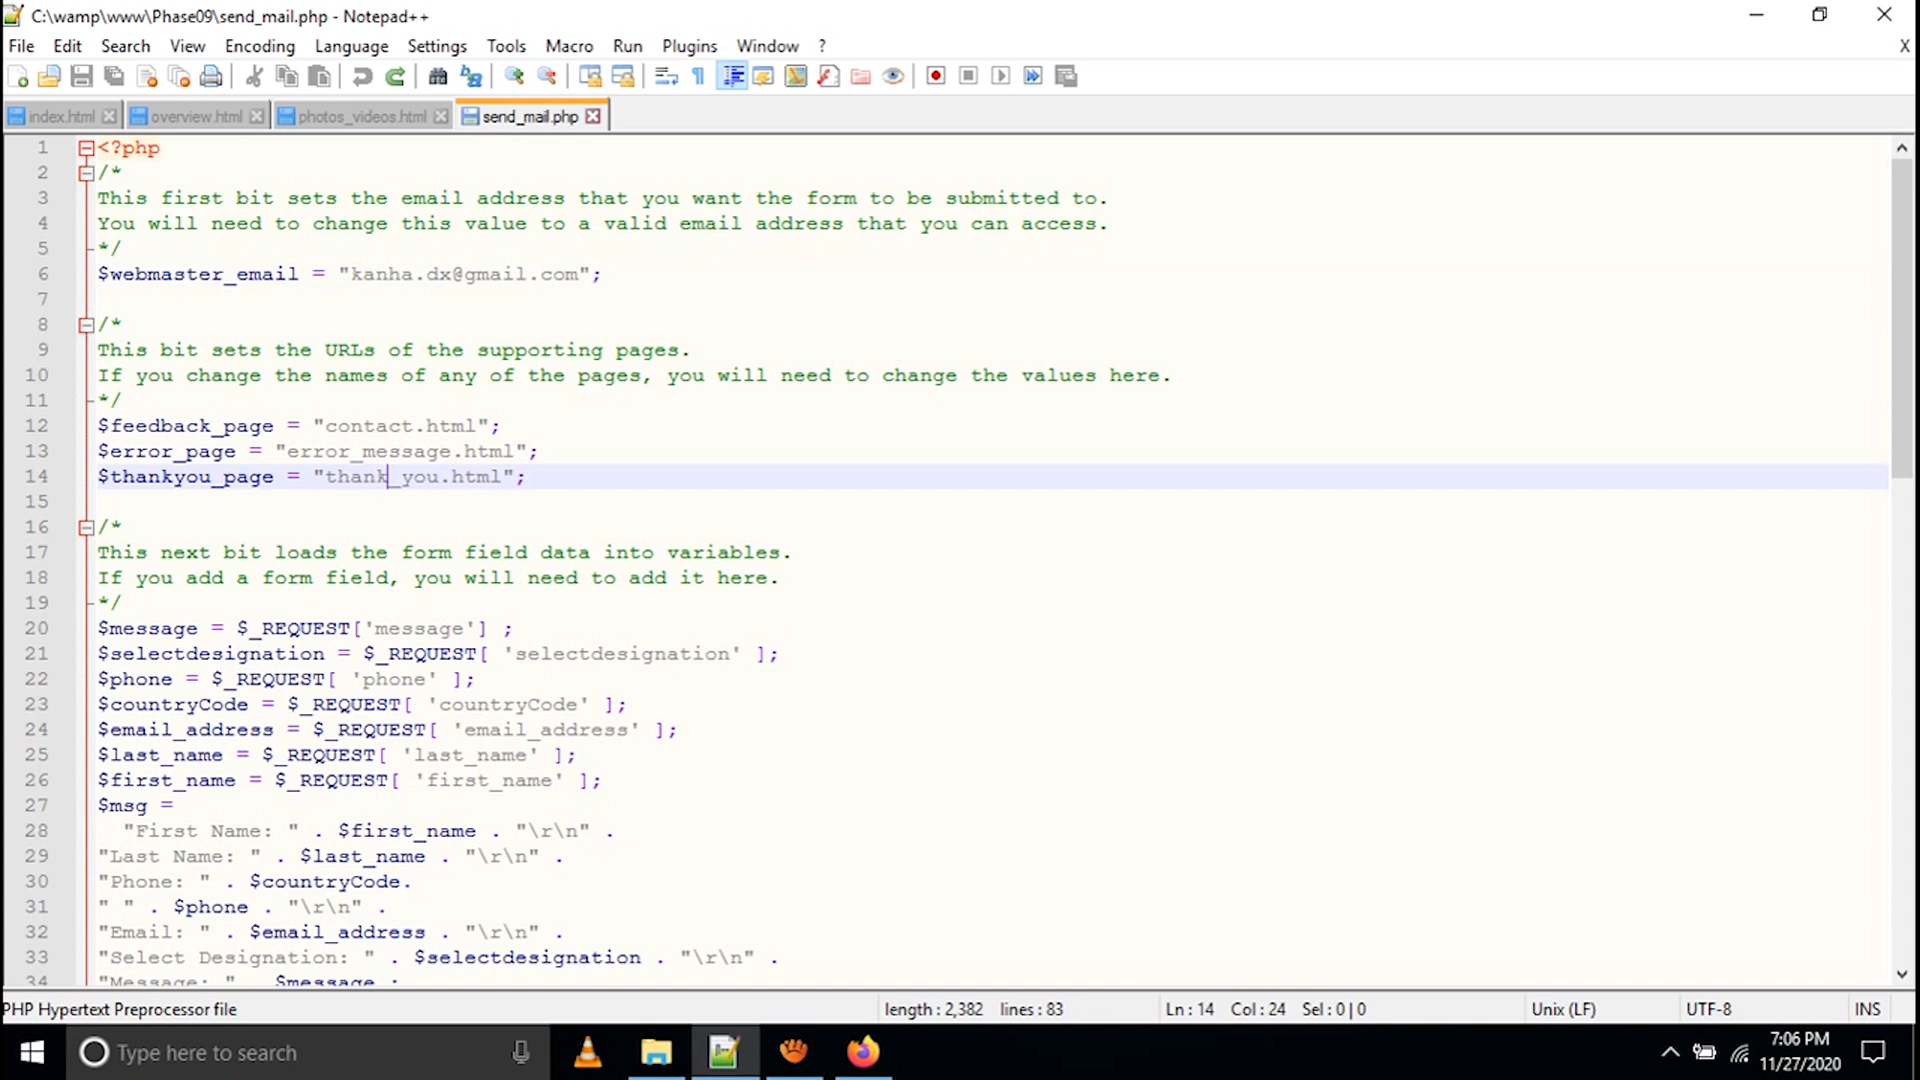 C:\wamp\www\Phase09\send_mail.php - Notepad++
File Edit Search View Encoding Language Settings Tools Macro Run Plugins Window ? X
index.html overview.html photos_videos.html send_mail.php
1 <?php
2 /*
3 This first bit sets the email address that you want the form to be submitted to.
4 You will need to change this value to a valid email address that you can access.
5 */
6 $webmaster_email = "kanha.dx@gmail.com";
7
8 /*
9 This bit sets the URLs of the supporting pages.
10 If you change the names of any of the pages, you will need to change the values here.
11 */
12 $feedback_page = "contact.html";
13 $error_page = "error_message.html";
14 $thankyou_page = "thank_you.html";
15
16 /*
17 This next bit loads the form field data into variables.
18 If you add a form field, you will need to add it here.
19 */
20 $message = $_REQUEST['message'] ;
21 $selectdesignation = $_REQUEST[ 'selectdesignation' ];
22 $phone = $_REQUEST[ 'phone' ];
23 $countryCode = $_REQUEST[ 'countryCode' ];
24 $email_address = $_REQUEST[ 'email_address' ];
25 $last_name = $_REQUEST[ 'last_name' ];
26 $first_name = $_REQUEST[ 'first_name' ];
27 $msg =
28 "First Name: " . $first_name . "\r\n" .
29 "Last Name: " . $last_name . "\r\n" .
30 "Phone: " . $countryCode.
31 " " . $phone . "\r\n" .
32 "Email: " . $email_address . "\r\n" .
33 "Select Designation: " . $selectdesignation . "\r\n" .
34 "Message: " . $message ;
PHP Hypertext Preprocessor file length : 2,382 lines : 83 Ln : 14 Col : 24 Sel : 0 | 0 Unix (LF) UTF-8 INS
Type here to search
7:06 PM
11/27/2020